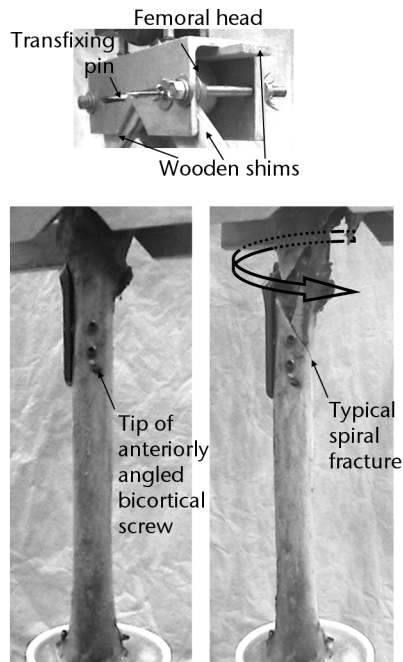 Femoral head
Transfixing
pin
Wooden shims
Tip of
anteriorly
angled
bicortical
screw
Typical
spiral
fracture